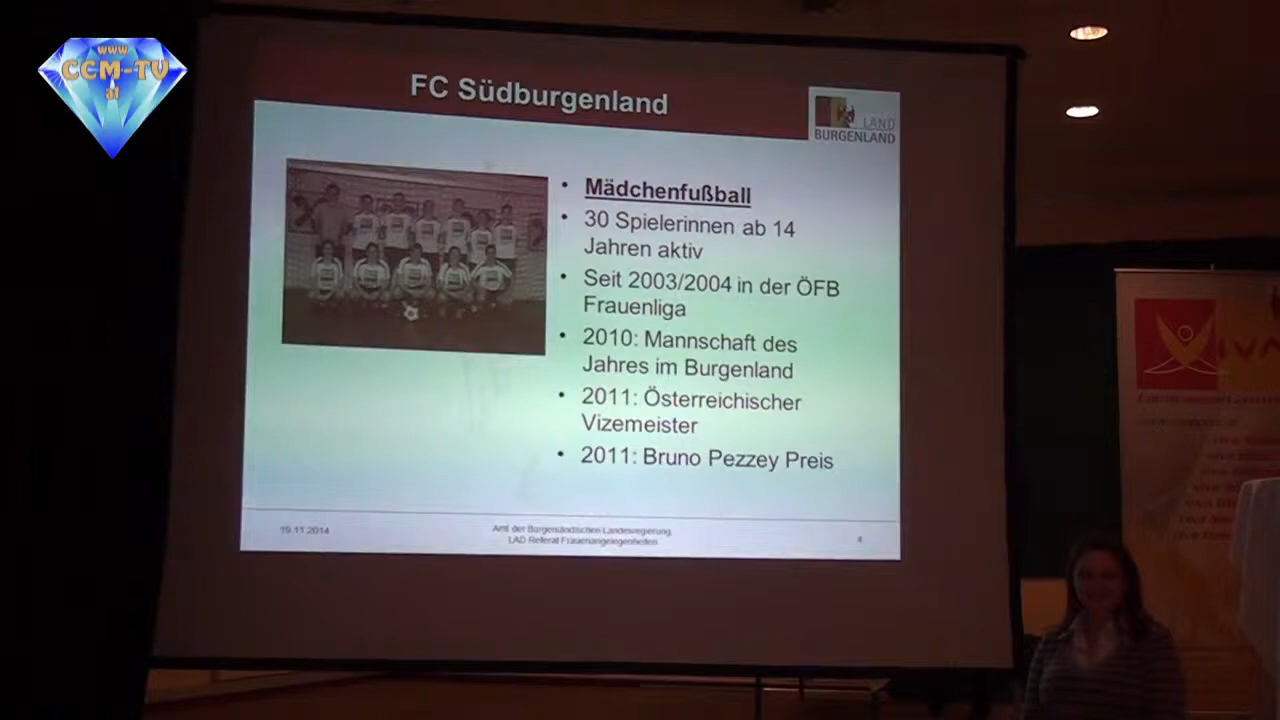 www
CCM-TV
at
FC Südburgenland
LAND
BURGENLAND
• Mädchenfußball
• 30 Spielerinnen ab 14
Jahren aktiv
• Seit 2003/2004 in der ÖFB
Frauenliga
• 2010: Mannschaft des
Jahres im Burgenland
• 2011: Österreichischer
Vizemeister
• 2011: Bruno Pezzey Preis
19.11.2014
Amt der Burgenländischen Landesregierung,
LAD Referat Frauenangelegenheiten
4